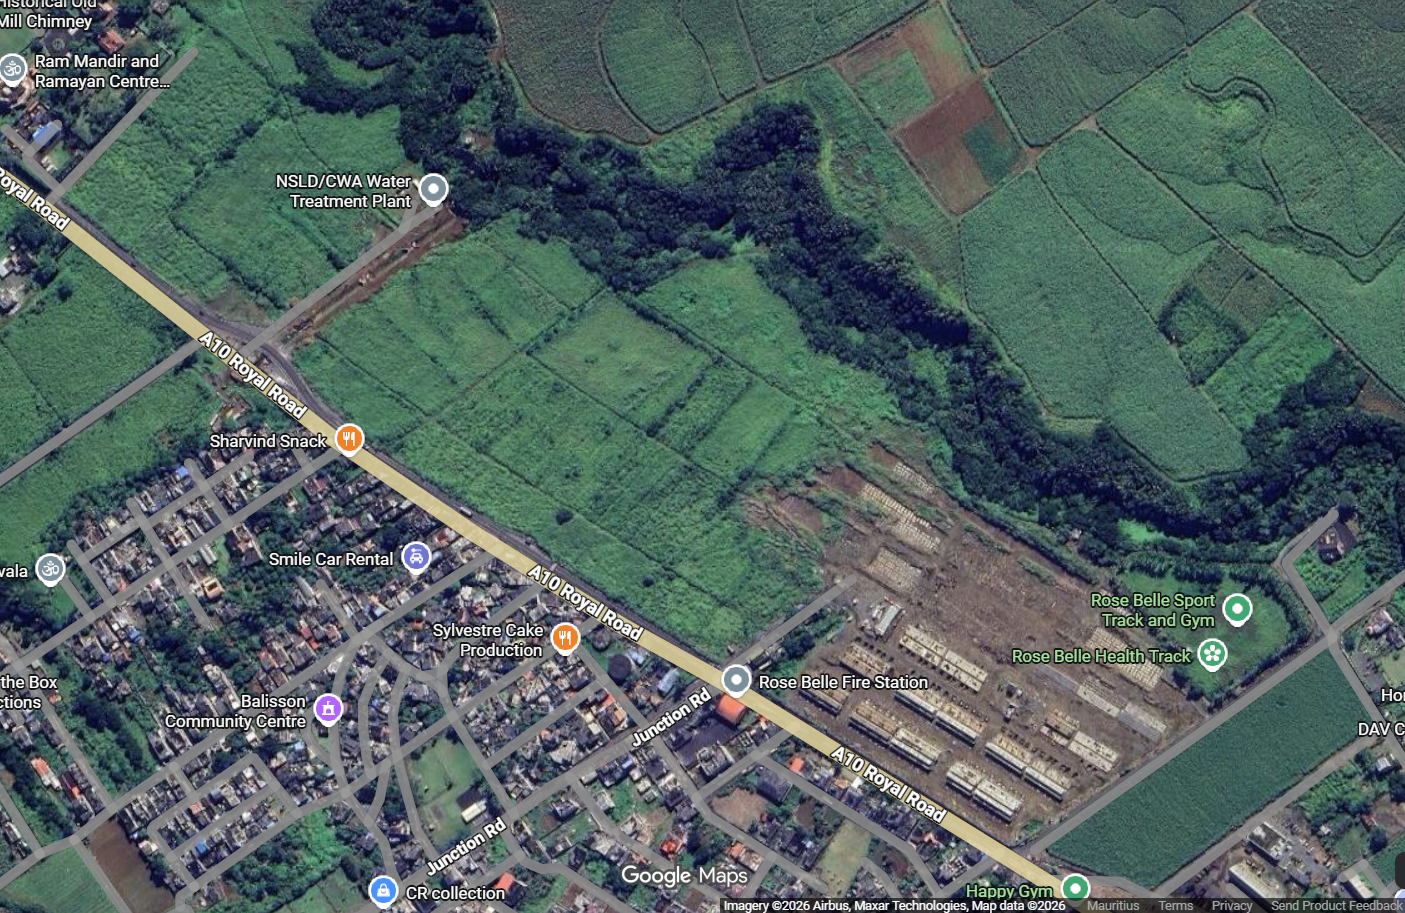 Historical Old
Mill Chimney
Ram Mandir and
Ramayan Centre...
Royal Road
NSLD/CWA Water
Treatment Plant
A10 Royal Road
Sharvind Snack
Smile Car Rental
vala
A10 Royal Road
Sylvestre Cake
Production
Rose Belle Sport
Track and Gym
Rose Belle Health Track
the Box
ctions
Balisson
Community Centre
Rose Belle Fire Station
Junction Rd
Hor
DAV C
A10 Royal Road
Junction Rd
Google Maps
CR collection
Happy Gym
Imagery ©2026 Airbus, Maxar Technologies, Map data ©2026 Mauritius Terms Privacy Send Product Feedback